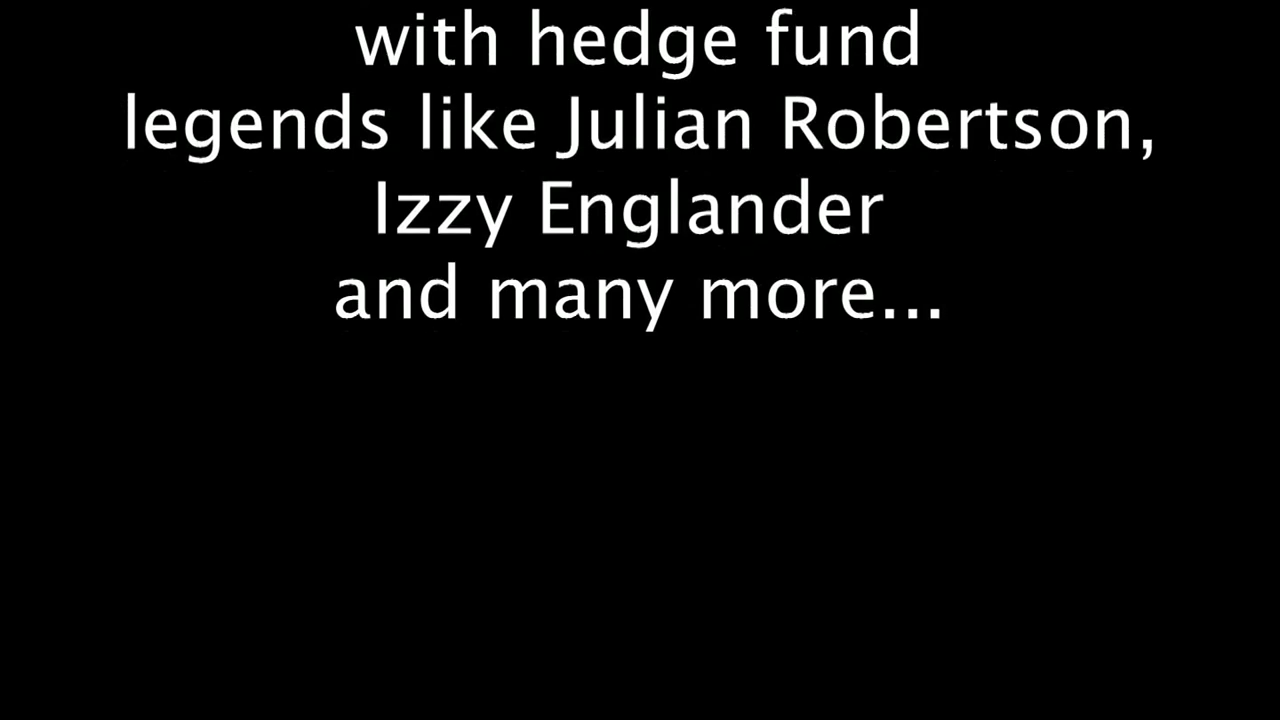 with hedge fund
legends like Julian Robertson,
Izzy Englander
and many more...